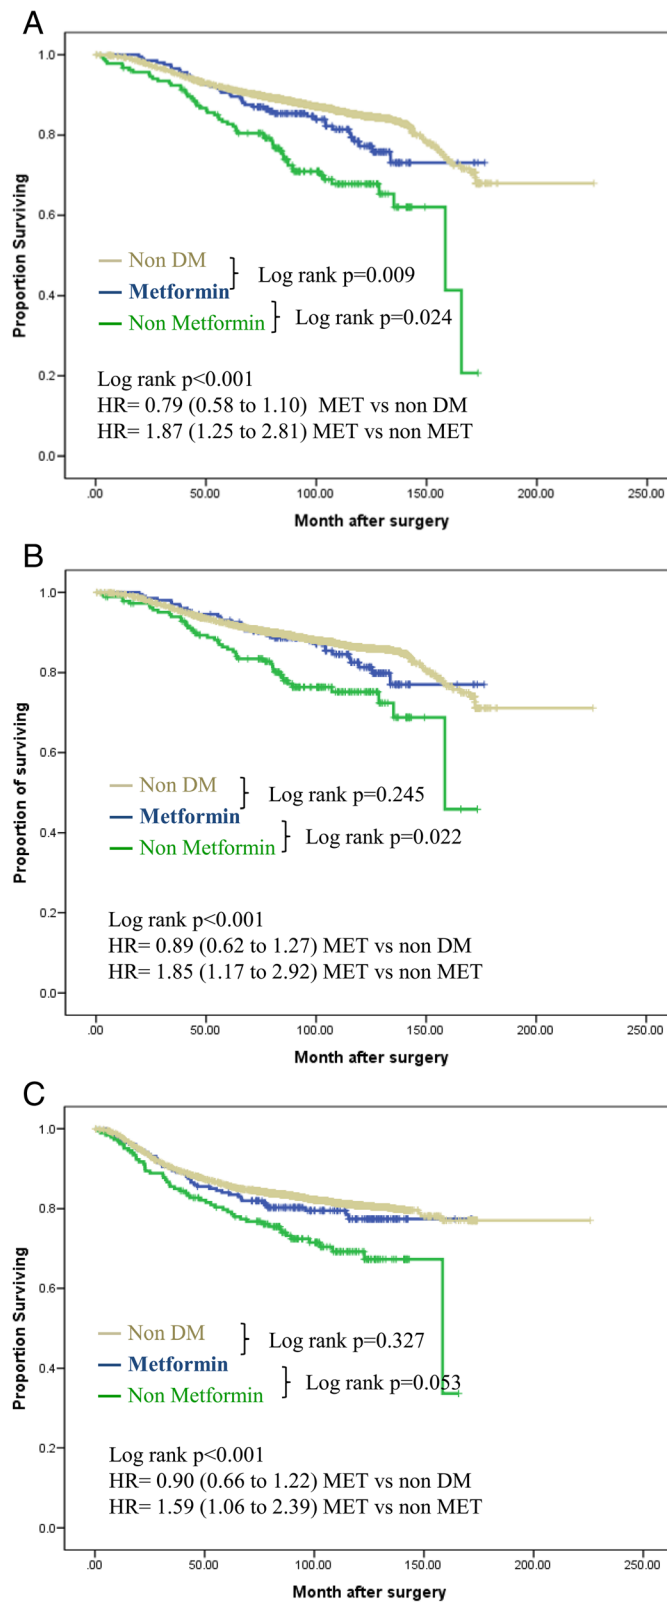 A
1.0
0.8
0.6
0.4
0.2
0.0
Proportion Surviving
Non DM
Metformin
Non Metformin
Log rank p=0.009
Log rank p=0.024
Log rank p<0.001
HR= 0.79 (0.58 to 1.10) MET vs non DM
HR= 1.87 (1.25 to 2.81) MET vs non MET
.00 50.00 100.00 150.00 200.00 250.00
Month after surgery
B
1.0
0.8
0.6
0.4
0.2
0.0
Proportion of surviving
Non DM
Metformin
Non Metformin
Log rank p=0.245
Log rank p=0.022
Log rank p<0.001
HR= 0.89 (0.62 to 1.27) MET vs non DM
HR= 1.85 (1.17 to 2.92) MET vs non MET
.00 50.00 100.00 150.00 200.00 250.00
Month after surgery
C
1.0
0.8
0.6
0.4
0.2
0.0
Proportion Surviving
Non DM
Metformin
Non Metformin
Log rank p=0.327
Log rank p=0.053
Log rank p<0.001
HR= 0.90 (0.66 to 1.22) MET vs non DM
HR= 1.59 (1.06 to 2.39) MET vs non MET
.00 50.00 100.00 150.00 200.00 250.00
Month after surgery